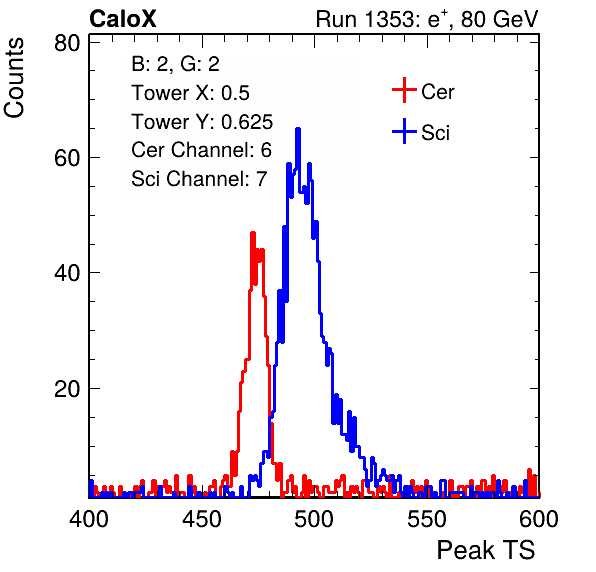 CaloX Run 1353: e⁺, 80 GeV
Counts
B: 2, G: 2
Tower X: 0.5
Tower Y: 0.625
Cer Channel: 6
Sci Channel: 7
Cer
Sci
80
60
40
20
400 450 500 550 600
Peak TS